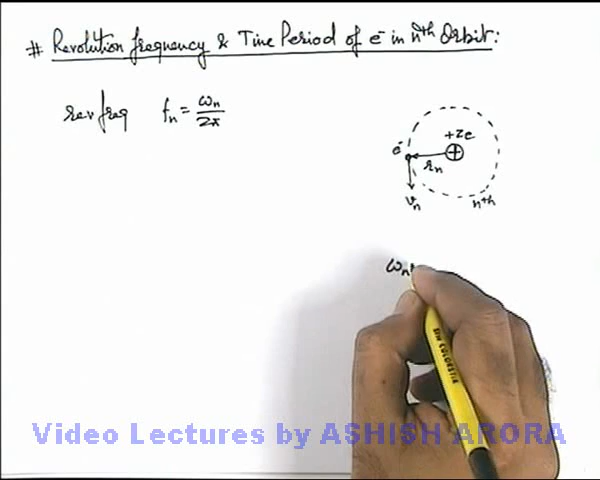 # Revolution frequency & Time Period of e⁻ in nth Orbit:
rev freq fₙ = ωₙ/2π
+Ze
e⁻
rₙ
vₙ
nth
ωₙ
Video Lectures by ASHISH ARORA